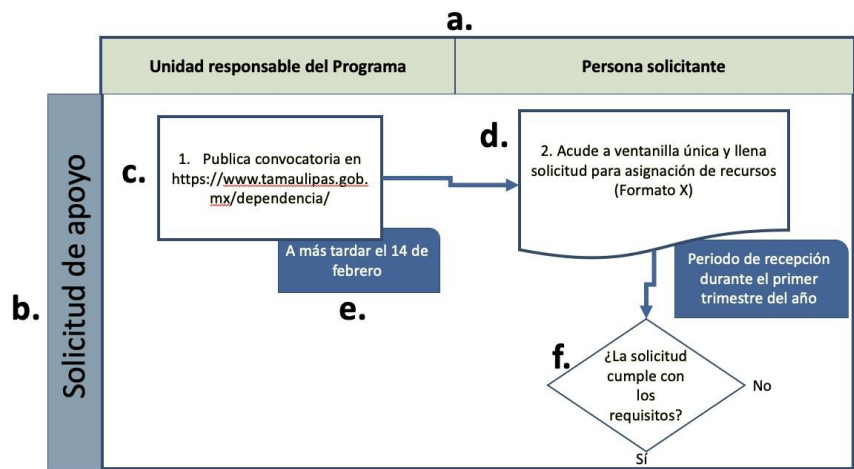 a.
Unidad responsable del Programa
Persona solicitante
b.
Solicitud de apoyo
c.
1. Publica convocatoria en
https://www.tamaulipas.gob.
mx/dependencia/
A más tardar el 14 de
febrero
e.
d.
2. Acude a ventanilla única y llena
solicitud para asignación de recursos
(Formato X)
Periodo de recepción
durante el primer
trimestre del año
f.
¿La solicitud
cumple con
los
requisitos?
No
Sí